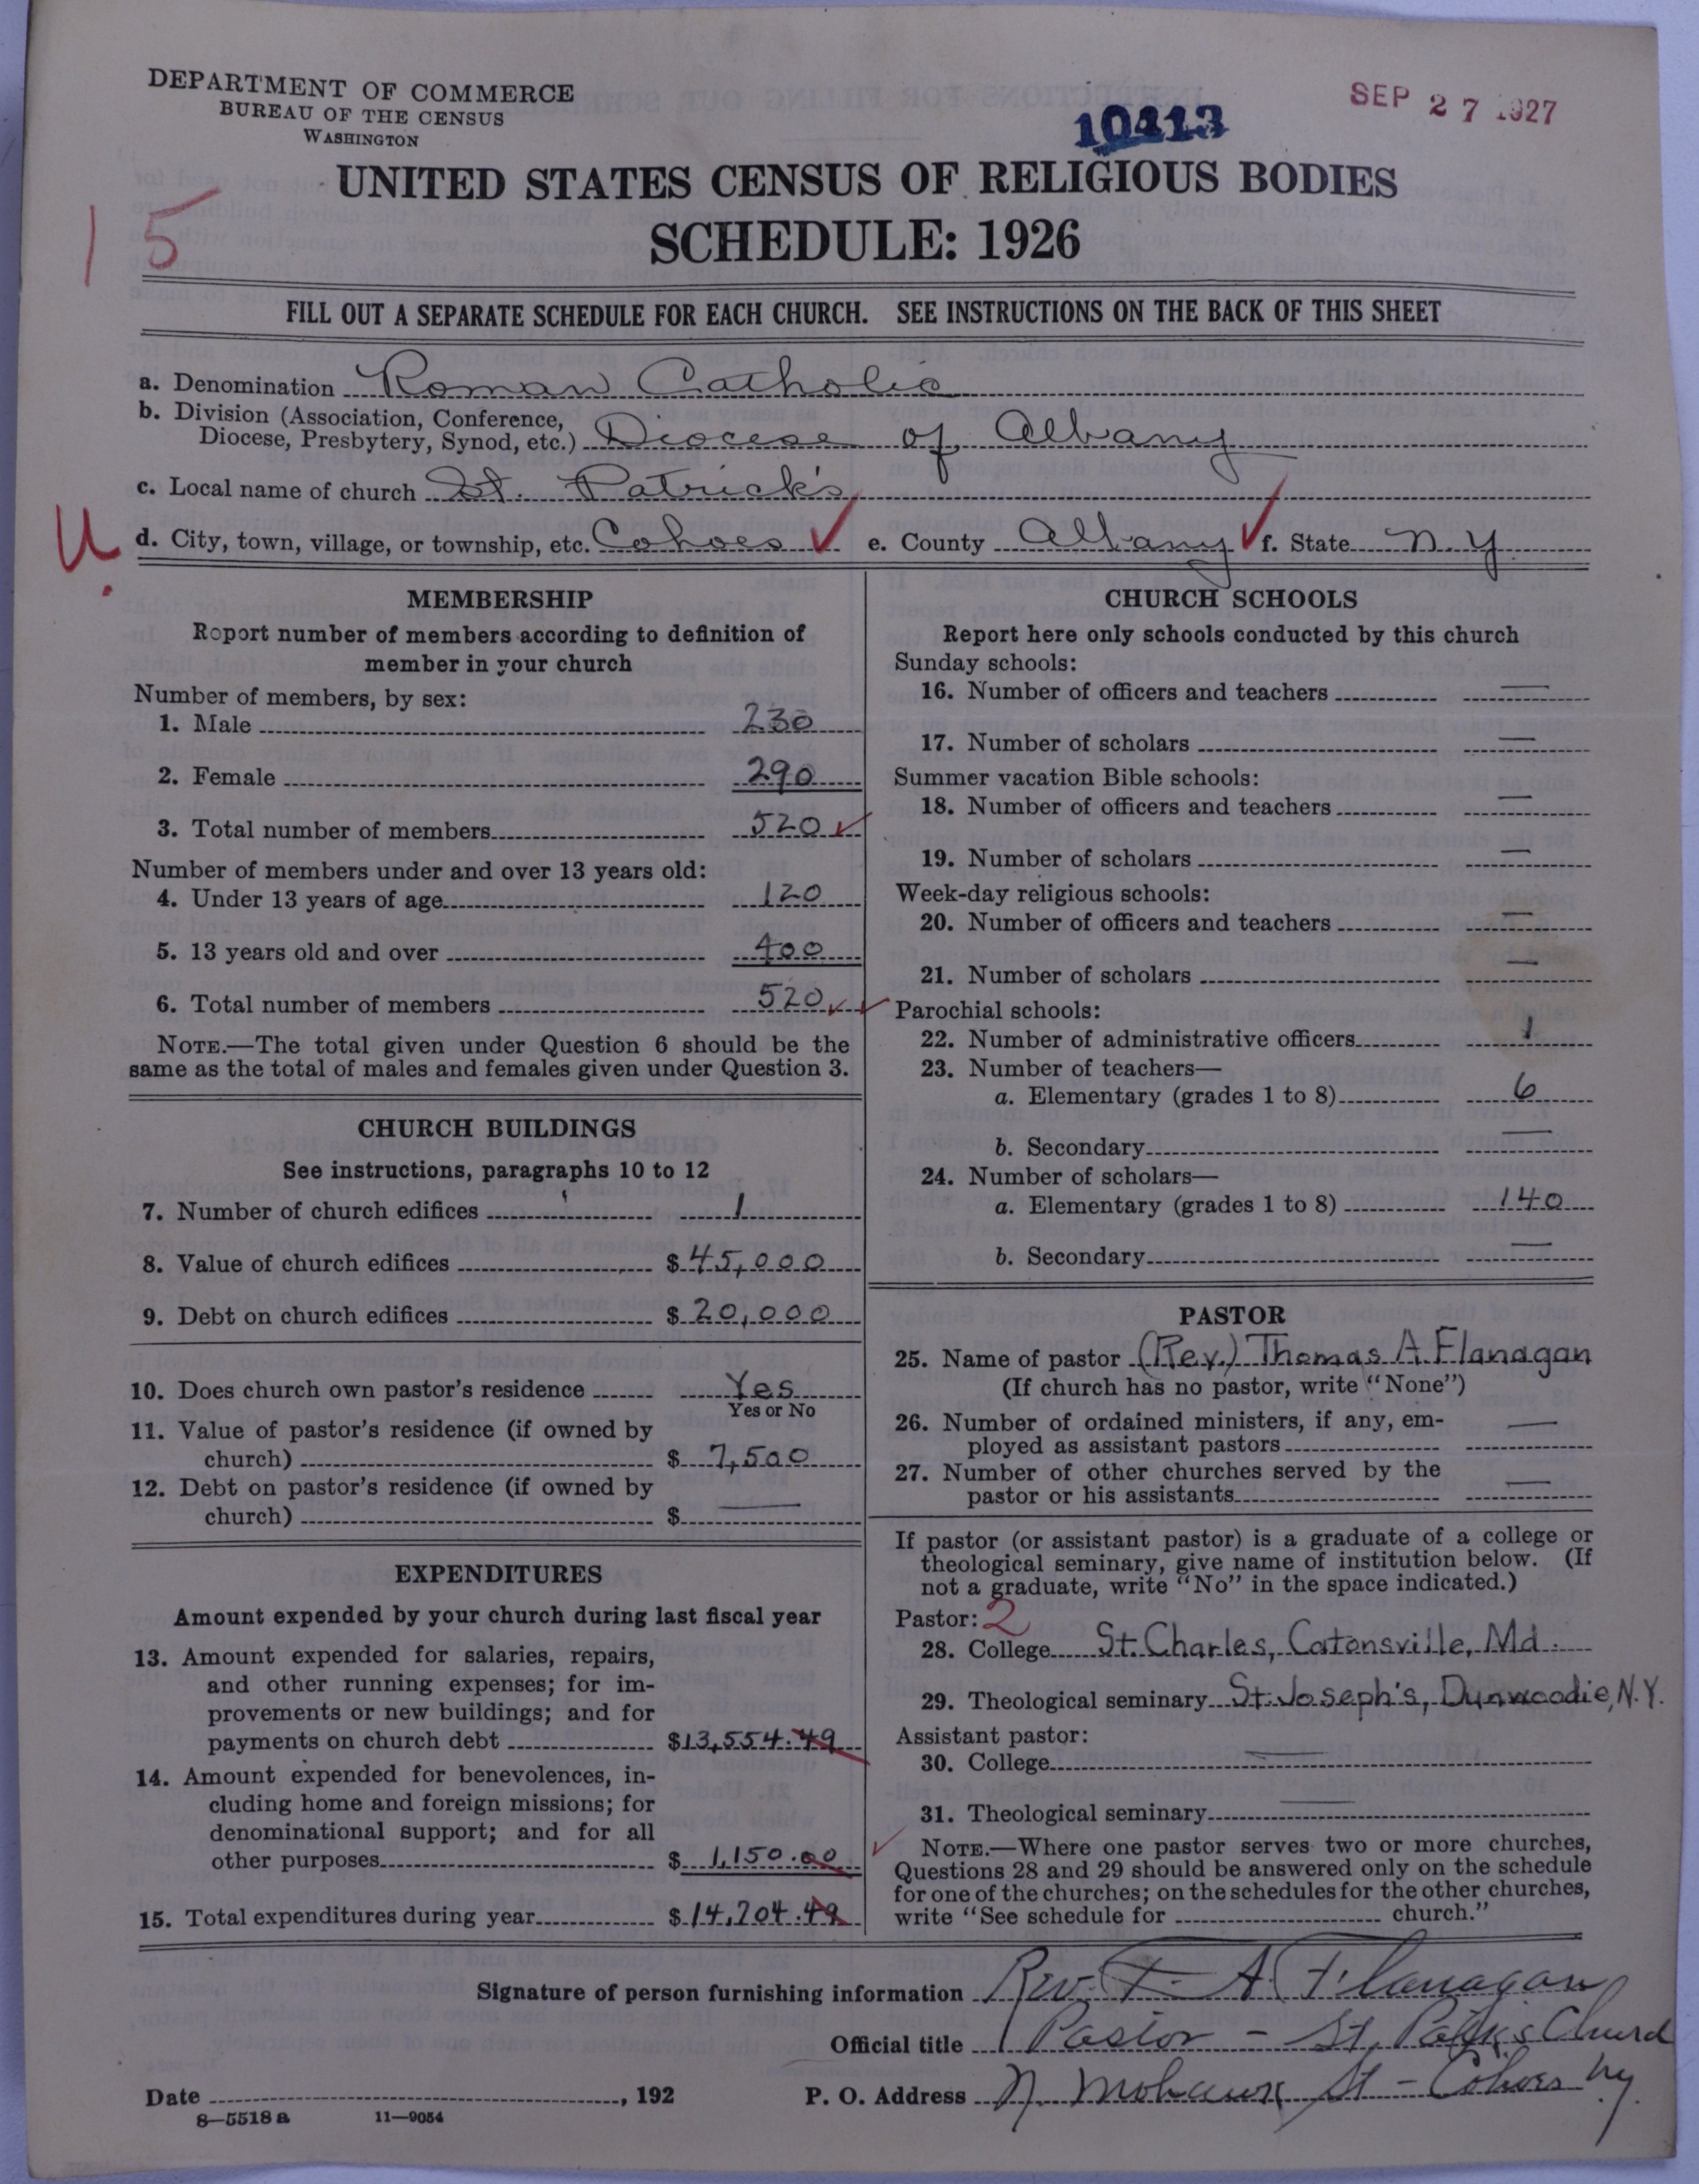 DEPARTMENT OF COMMERCE
BUREAU OF THE CENSUS
WASHINGTON
SEP 27 1927
10413
UNITED STATES CENSUS OF RELIGIOUS BODIES
SCHEDULE: 1926
15
FILL OUT A SEPARATE SCHEDULE FOR EACH CHURCH. SEE INSTRUCTIONS ON THE BACK OF THIS SHEET
a. Denomination Roman Catholic
b. Division (Association, Conference,
Diocese, Presbytery, Synod, etc.) Diocese of Albany
c. Local name of church St. Patrick's
U.
d. City, town, village, or township, etc. Cohoes ✓ e. County Albany ✓ f. State N.Y.
MEMBERSHIP
Report number of members according to definition of
member in your church
Number of members, by sex:
1. Male 230
2. Female 290
3. Total number of members 520 ✓
Number of members under and over 13 years old:
4. Under 13 years of age 120
5. 13 years old and over 400
6. Total number of members 520 ✓ ✓
NOTE.—The total given under Question 6 should be the
same as the total of males and females given under Question 3.
CHURCH BUILDINGS
See instructions, paragraphs 10 to 12
7. Number of church edifices 1
8. Value of church edifices $ 45,000
9. Debt on church edifices $ 20,000
10. Does church own pastor's residence Yes
Yes or No
11. Value of pastor's residence (if owned by
church) $ 7,500
12. Debt on pastor's residence (if owned by
church) $ —
EXPENDITURES
Amount expended by your church during last fiscal year
13. Amount expended for salaries, repairs,
and other running expenses; for im-
provements or new buildings; and for
payments on church debt $13,554.49
14. Amount expended for benevolences, in-
cluding home and foreign missions; for
denominational support; and for all
other purposes $ 1,150.00
15. Total expenditures during year $ 14,704.49
CHURCH SCHOOLS
Report here only schools conducted by this church
Sunday schools:
16. Number of officers and teachers —
17. Number of scholars —
Summer vacation Bible schools:
18. Number of officers and teachers —
19. Number of scholars —
Week-day religious schools:
20. Number of officers and teachers —
21. Number of scholars —
Parochial schools:
22. Number of administrative officers 1
23. Number of teachers—
a. Elementary (grades 1 to 8) 6
b. Secondary —
24. Number of scholars—
a. Elementary (grades 1 to 8) 140
b. Secondary —
PASTOR
25. Name of pastor (Rev.) Thomas A Flanagan
(If church has no pastor, write "None")
26. Number of ordained ministers, if any, em-
ployed as assistant pastors —
27. Number of other churches served by the
pastor or his assistants —
If pastor (or assistant pastor) is a graduate of a college or
theological seminary, give name of institution below. (If
not a graduate, write "No" in the space indicated.)
Pastor: 2
28. College St. Charles, Catonsville, Md.
29. Theological seminary St. Joseph's, Dunwoodie, N.Y.
Assistant pastor:
30. College —
31. Theological seminary —
✓ NOTE.—Where one pastor serves two or more churches,
Questions 28 and 29 should be answered only on the schedule
for one of the churches; on the schedules for the other churches,
write "See schedule for church."
Signature of person furnishing information Rev. T. A. Flanagan
Official title Pastor - St. Patk's Church
Date , 192 P. O. Address N. Mohawk St - Cohoes Ny.
8—5518 a 11—9054